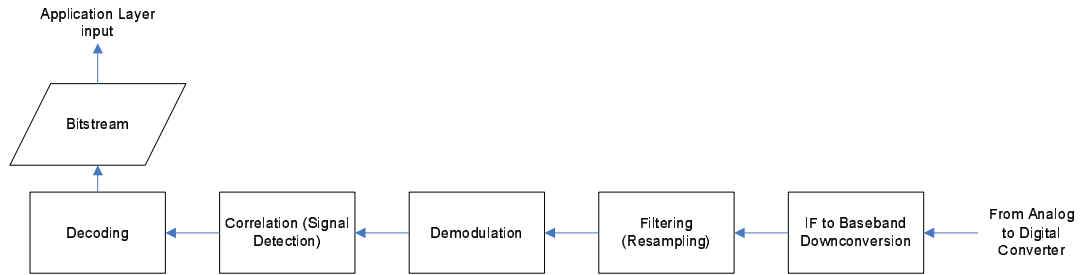 Application Layer
input
Bitstream
Decoding
Correlation (Signal
Detection)
Demodulation
Filtering
(Resampling)
IF to Baseband
Downconversion
From Analog
to Digital
Converter